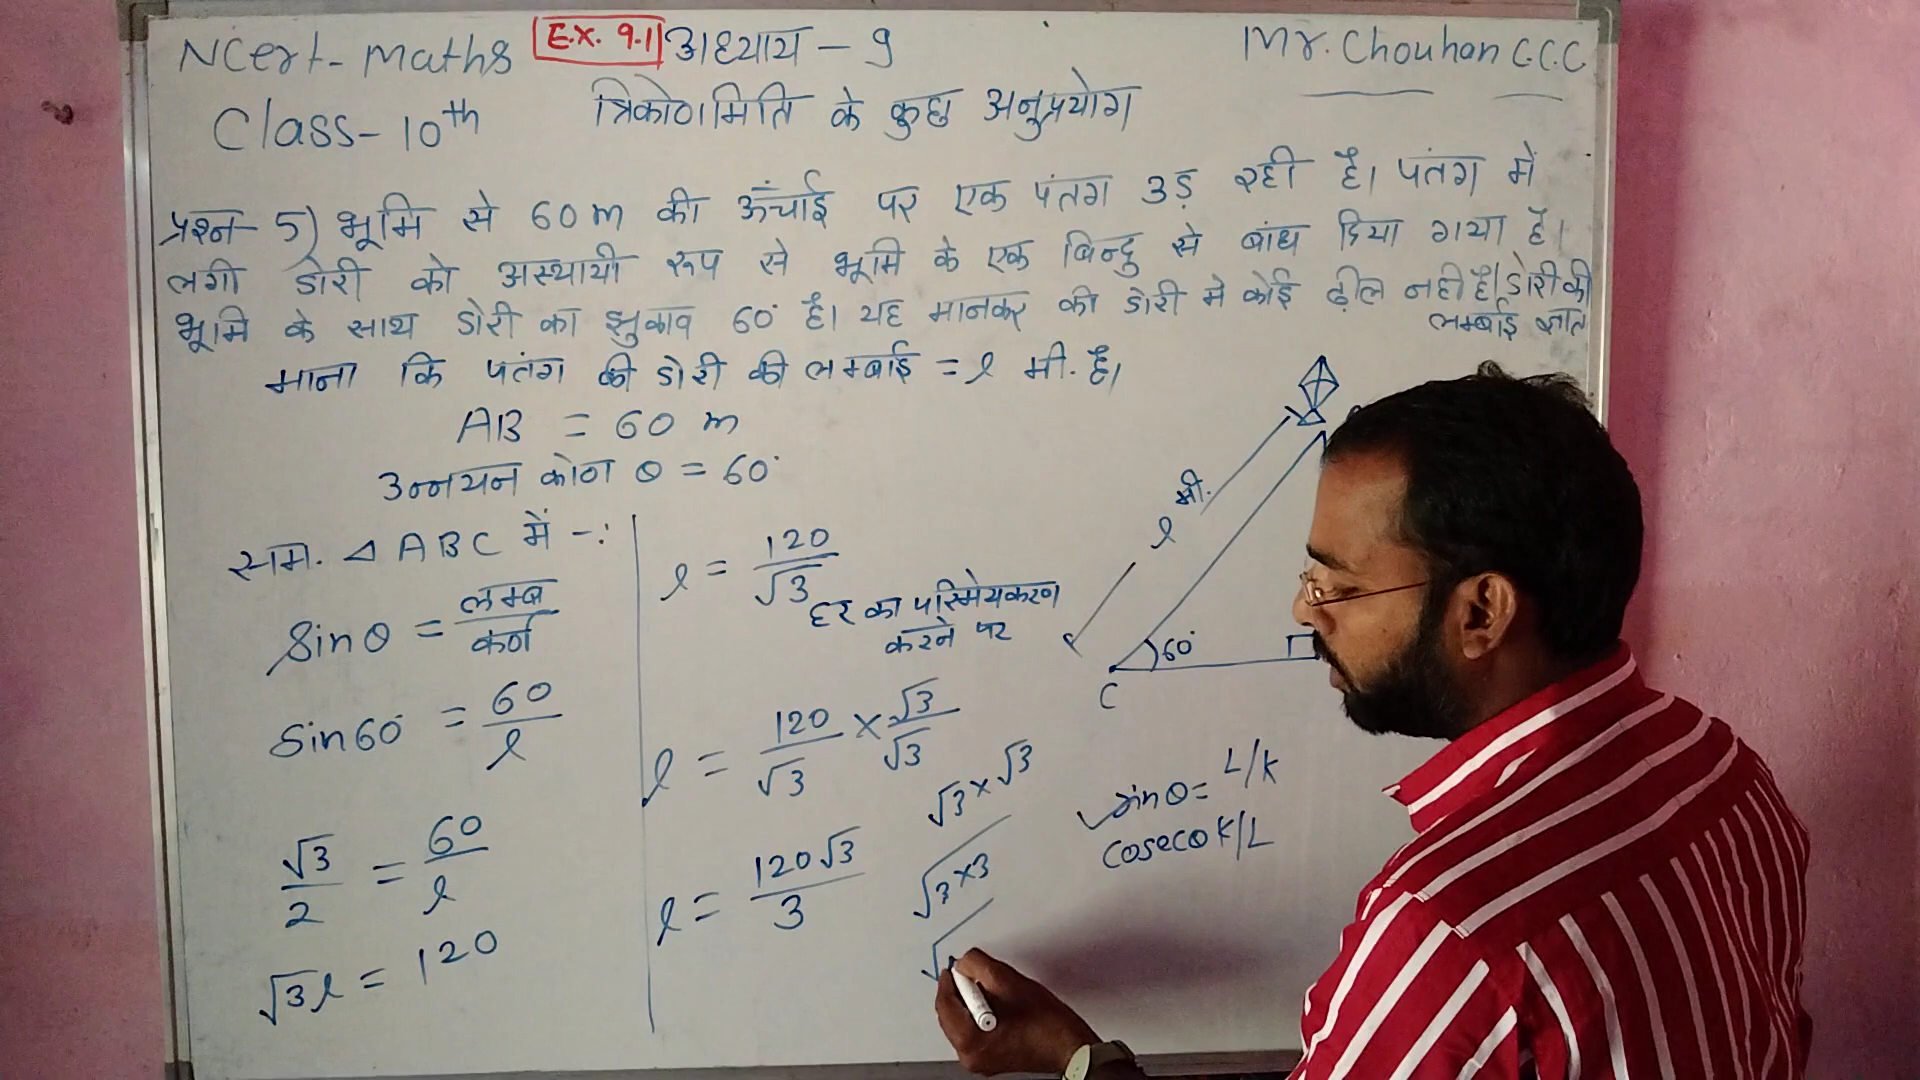 Ncert- Maths E.X. 9.1 अध्याय - 9
Mr. Chouhan C.C.C
Class- 10th त्रिकोणमिति के कुछ अनुप्रयोग
प्रश्न- 5) भूमि से 60 m की ऊँचाई पर एक पंतग उड़ रही है। पतंग में
लगी डोरी को अस्थायी रूप से भूमि के एक बिन्दु से बांध दिया गया है।
भूमि के साथ डोरी का झुकाव 60° है। यह मानकर की डोरी मे कोई ढ़ील नही है। डोरी की
लम्बाई ज्ञात
माना कि पतंग की डोरी की लम्बाई = l मी. है।
AB = 60 m
उन्नयन कोण θ = 60°
सम. △ ABC में -:
sin θ = लम्ब/कर्ण
sin 60° = 60/l
√3/2 = 60/l
√3 l = 120
l = 120/√3
हर का परिमेयकरण
करने पर
l = 120/√3 × √3/√3
l = 120√3/3
√3 × √3
√3×3
l मी.
60°
C
sin θ = L/K
cosec θ K/L